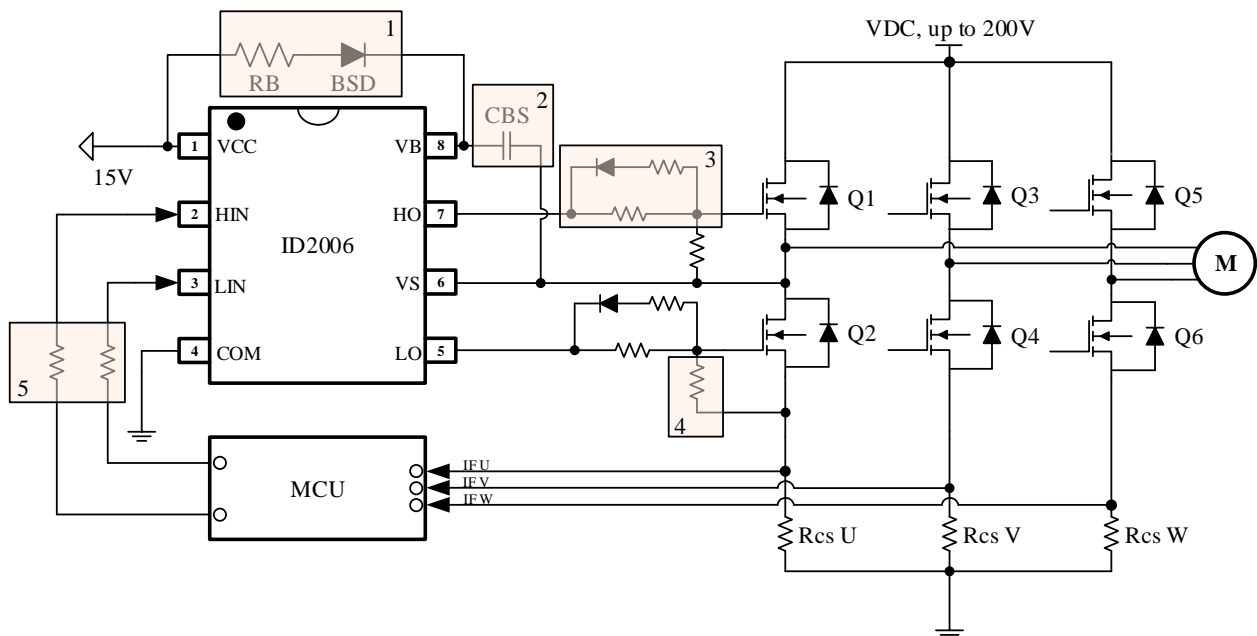 VDC, up to 200V
1
RB BSD
2
CBS
3
1 VCC VB 8
15V
2 HIN HO 7
Q1 Q3 Q5
ID2006
M
3 LIN VS 6
4 COM LO 5
Q2 Q4 Q6
5
4
IFU
MCU
IFV
IFW
Rcs U Rcs V Rcs W